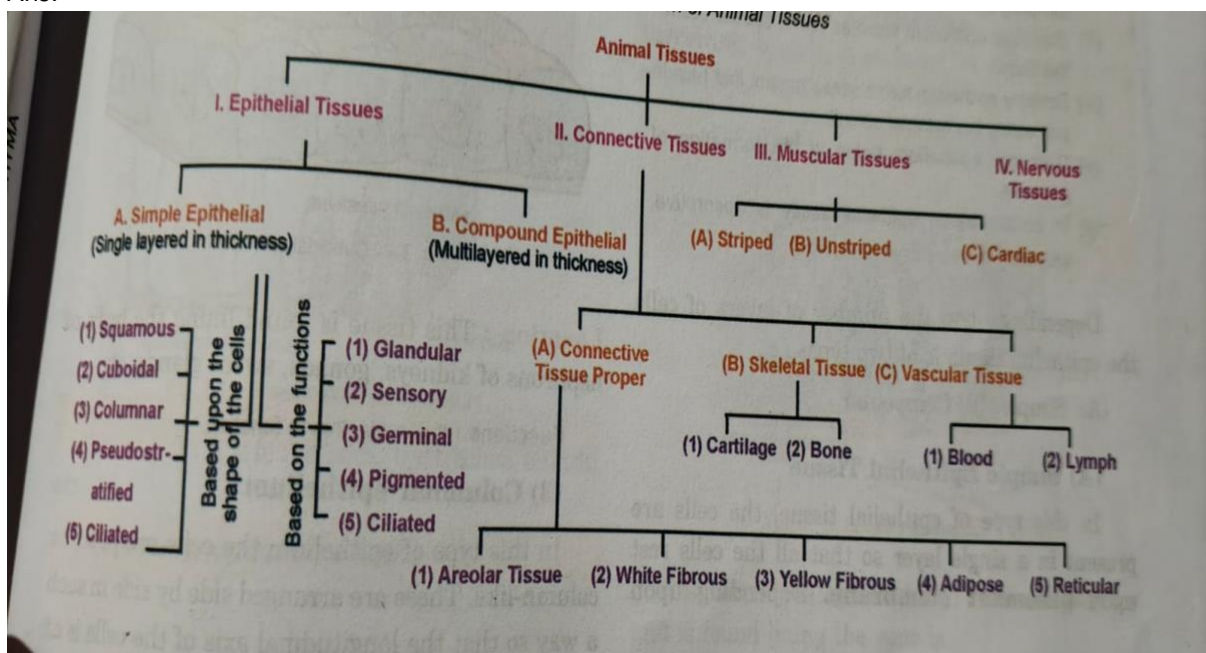 Animal Tissues
Animal Tissues
I. Epithelial Tissues
II. Connective Tissues
III. Muscular Tissues
IV. Nervous
Tissues
A. Simple Epithelial
(Single layered in thickness)
B. Compound Epithelial
(Multilayered in thickness)
(A) Striped
(B) Unstriped
(C) Cardiac
(1) Squamous
(2) Cuboidal
(3) Columnar
(4) Pseudostr-
atified
(5) Ciliated
Based upon the
shape of the cells
Based on the functions
(1) Glandular
(2) Sensory
(3) Germinal
(4) Pigmented
(5) Ciliated
(A) Connective
Tissue Proper
(B) Skeletal Tissue
(C) Vascular Tissue
(1) Cartilage
(2) Bone
(1) Blood
(2) Lymph
(1) Areolar Tissue
(2) White Fibrous
(3) Yellow Fibrous
(4) Adipose
(5) Reticular